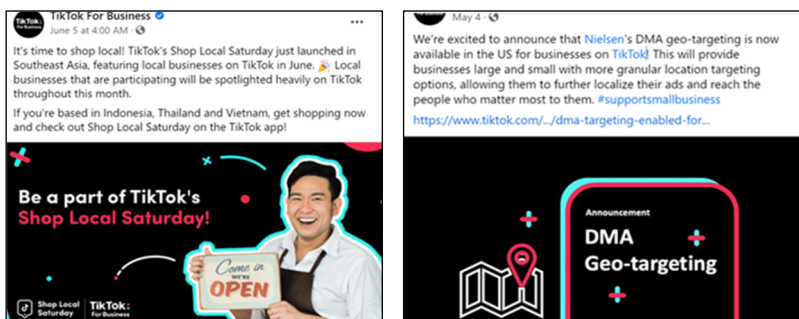 TikTok For Business
June 5 at 4:00 AM ·
It's time to shop local! TikTok's Shop Local Saturday just launched in
Southeast Asia, featuring local businesses on TikTok in June. 🎉 Local
businesses that are participating will be spotlighted heavily on TikTok
throughout this month.
If you're based in Indonesia, Thailand and Vietnam, get shopping now
and check out Shop Local Saturday on the TikTok app!
Be a part of TikTok's
Shop Local Saturday!
Come in
WE'RE
OPEN
Shop Local
Saturday
TikTok:
For Business
May 4 ·
We're excited to announce that Nielsen's DMA geo-targeting is now
available in the US for businesses on TikTok! This will provide
businesses large and small with more granular location targeting
options, allowing them to further localize their ads and reach the
people who matter most to them. #supportsmallbusiness
https://www.tiktok.com/.../dma-targeting-enabled-for...
Announcement
DMA
Geo-targeting